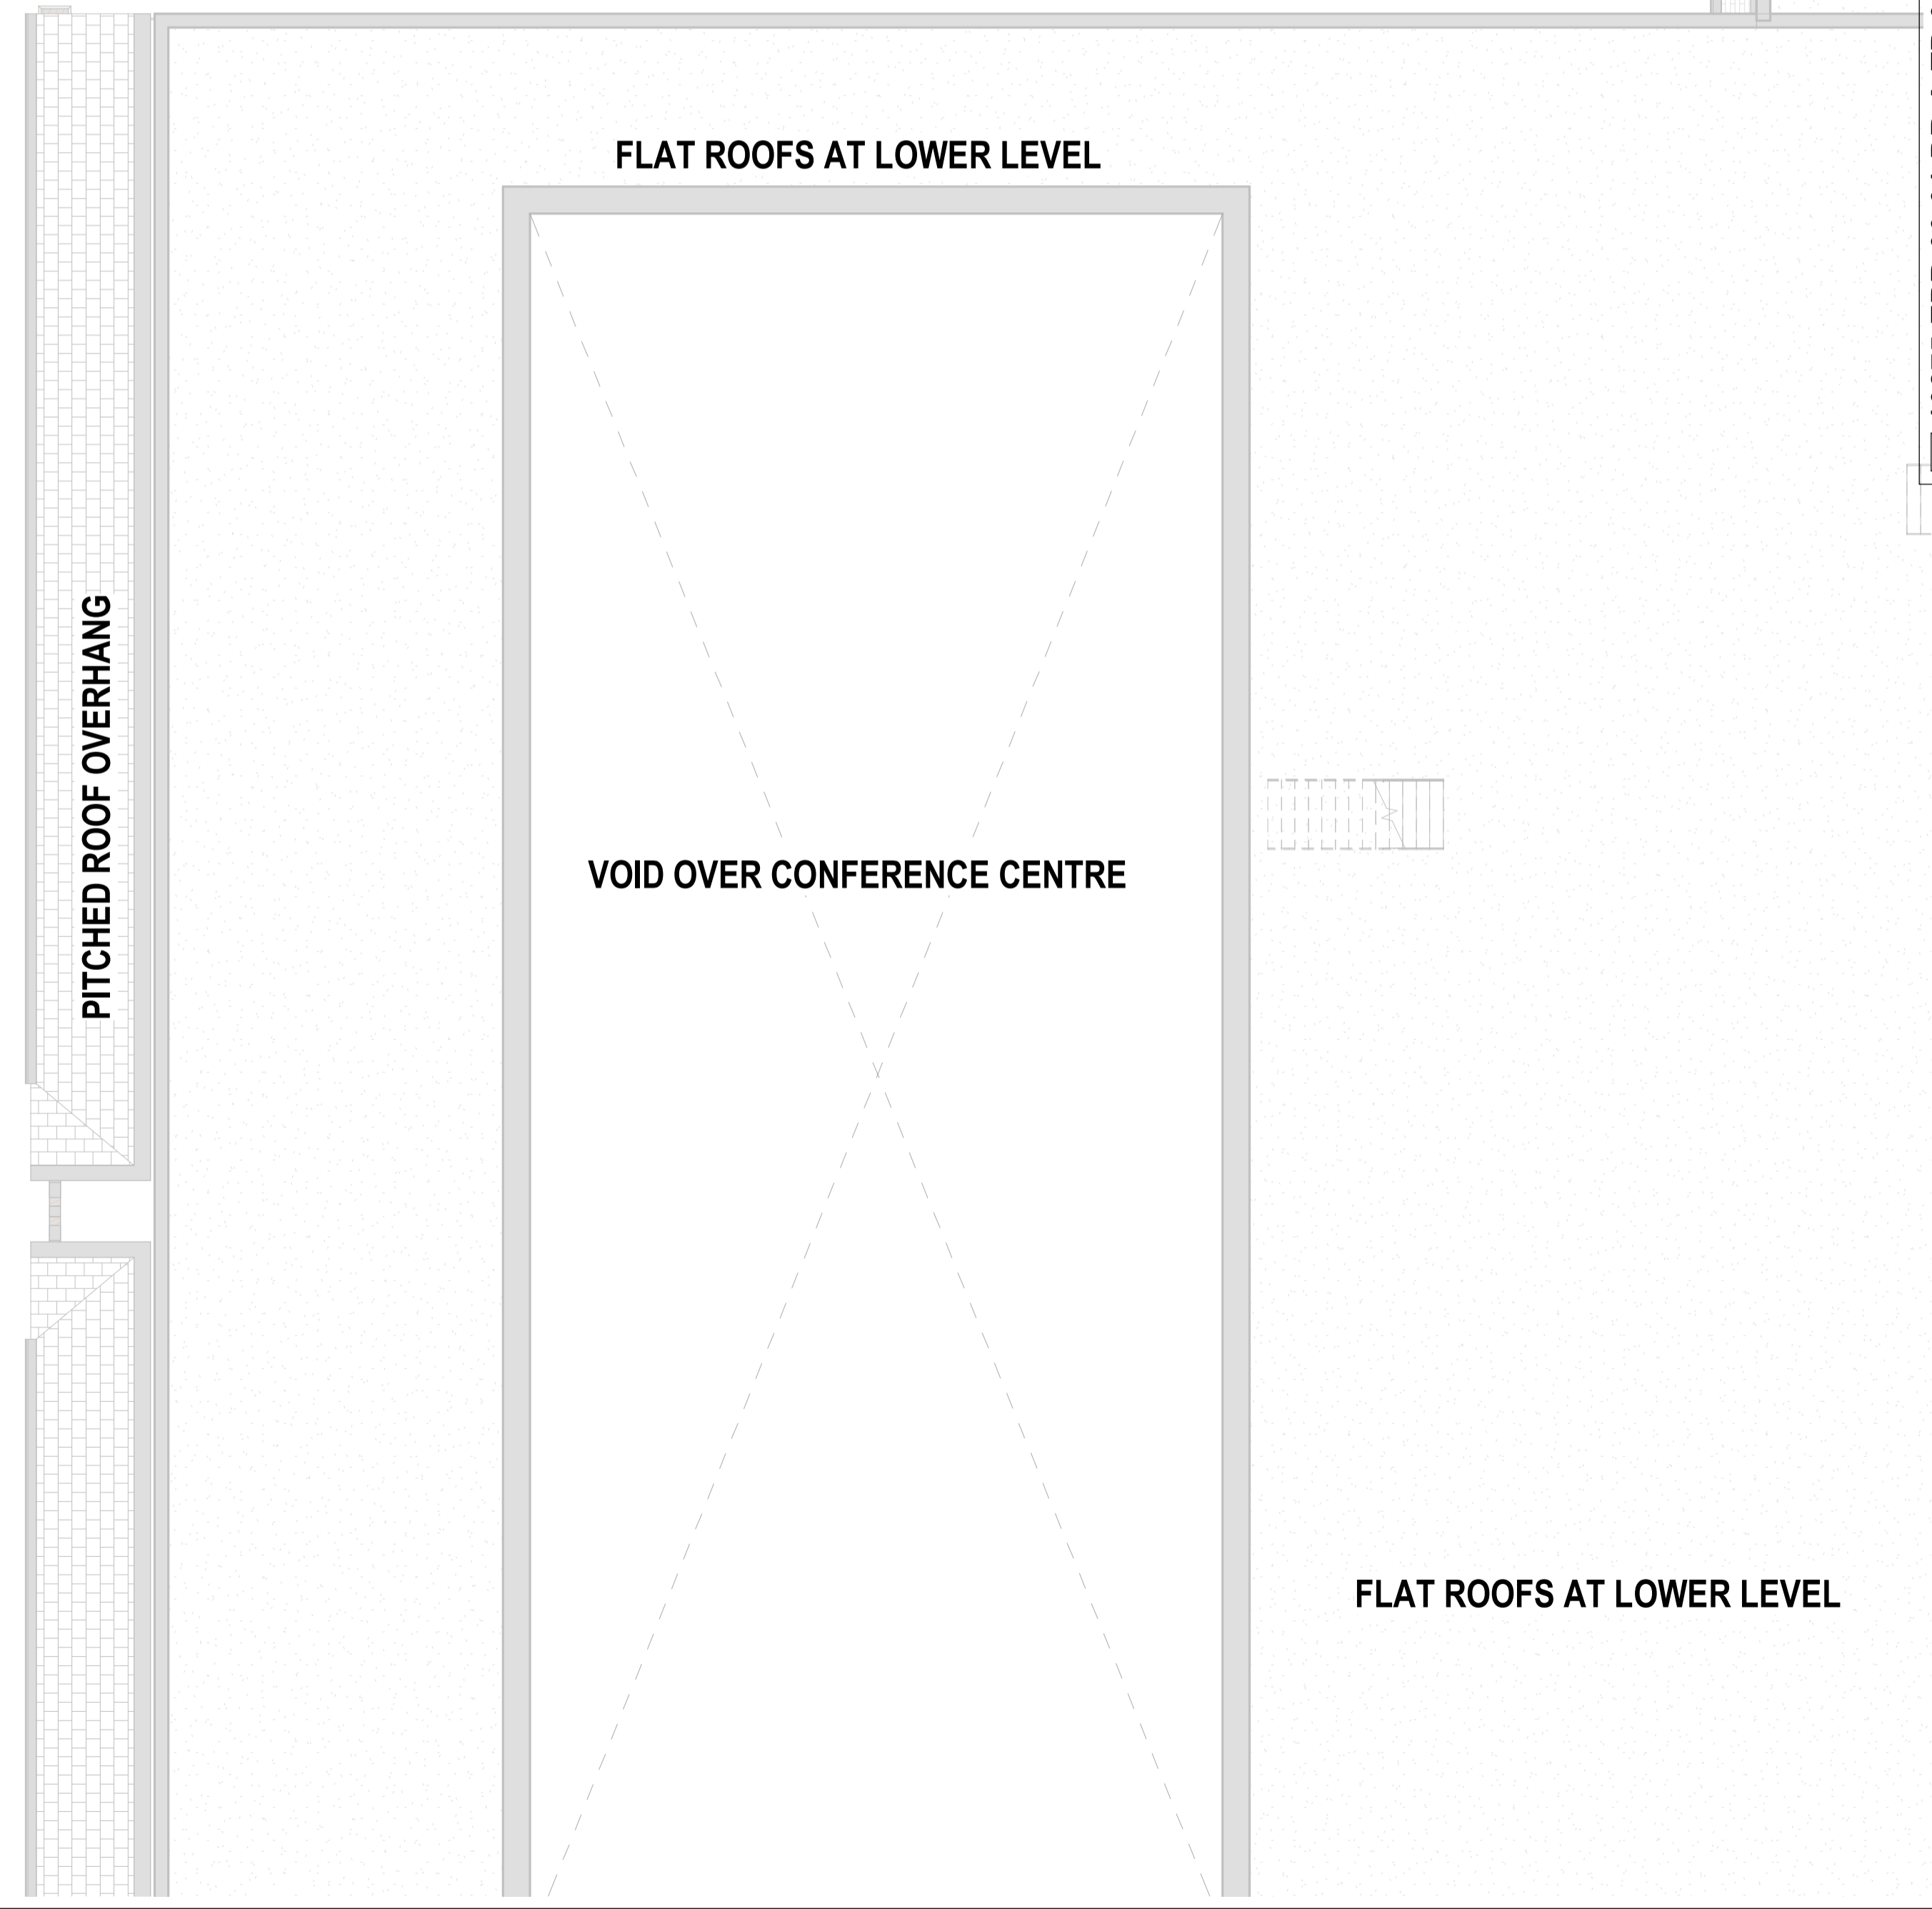 FLAT ROOFS AT LOWER LEVEL
PITCHED ROOF OVERHANG
VOID OVER CONFERENCE CENTRE
FLAT ROOFS AT LOWER LEVEL